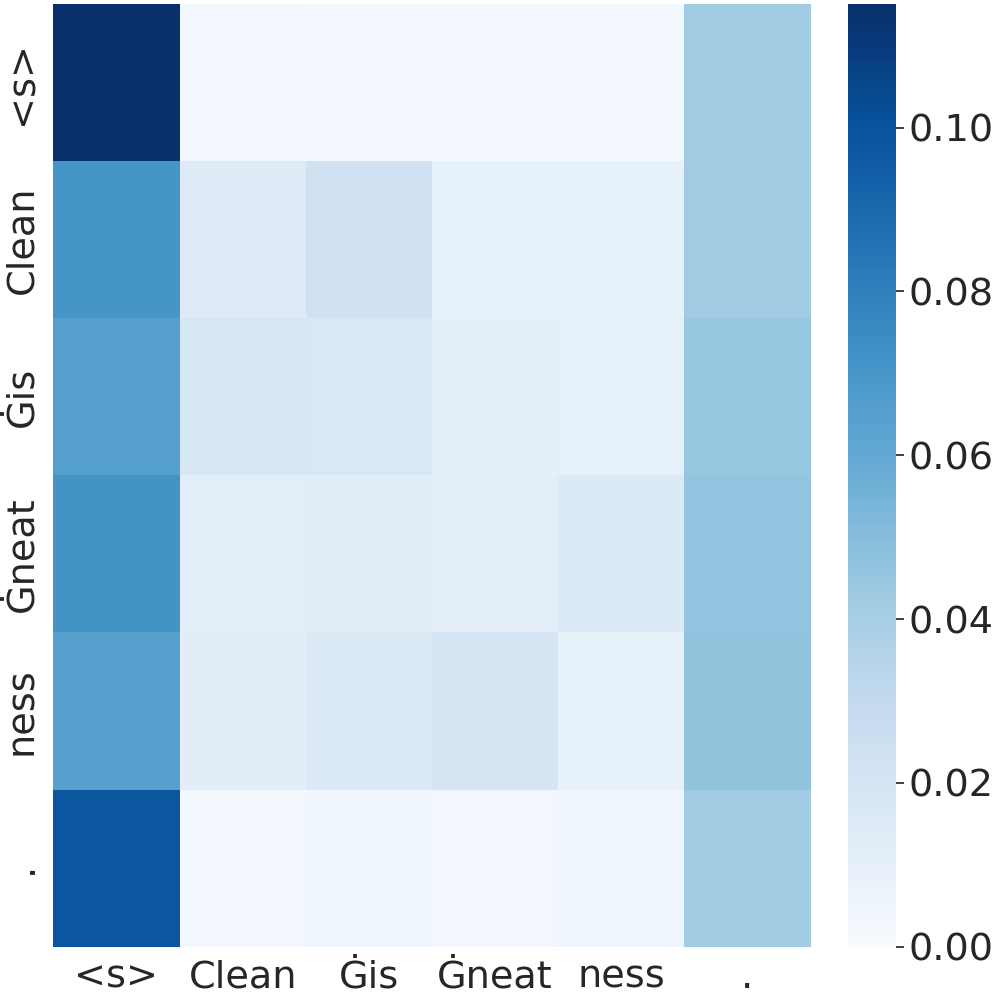 <s>
Clean
Ġis
Ġneat
ness
.
<s> Clean Ġis Ġneat ness .
0.10
0.08
0.06
0.04
0.02
0.00